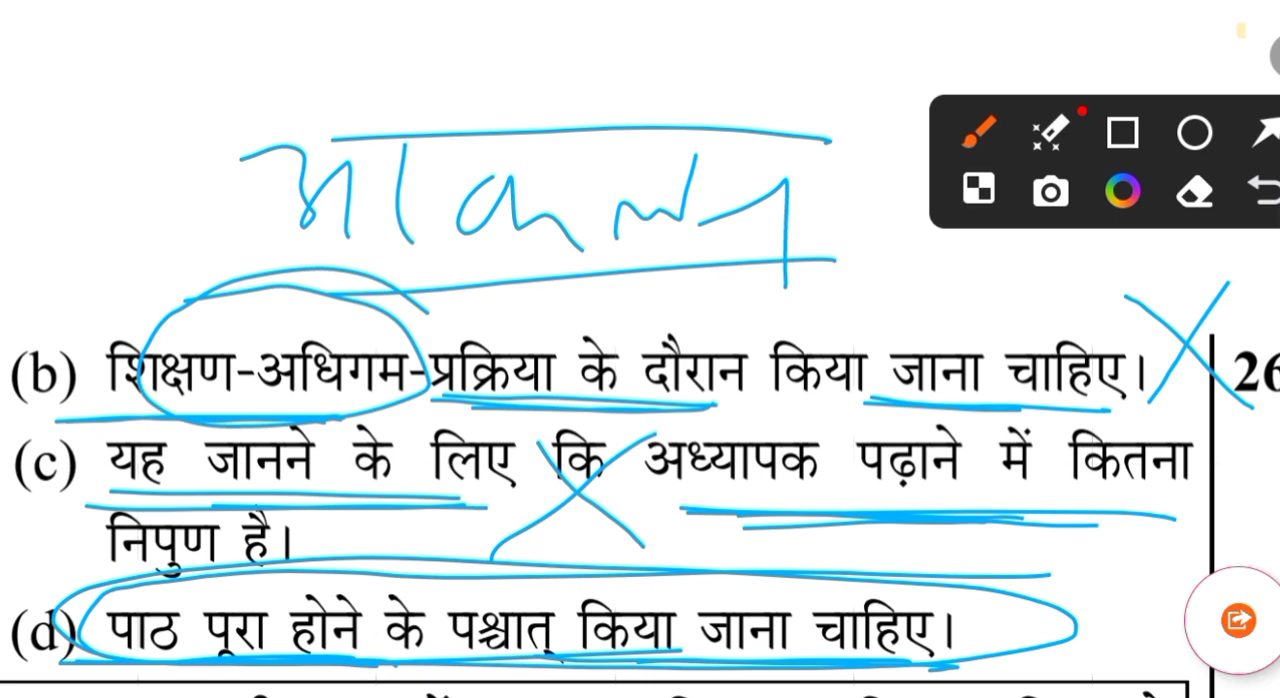 आकलन
(b) शिक्षण-अधिगम-प्रक्रिया के दौरान किया जाना चाहिए। 26
(c) यह जानने के लिए कि अध्यापक पढ़ाने में कितना
निपुण है।
(d) पाठ पूरा होने के पश्चात् किया जाना चाहिए।